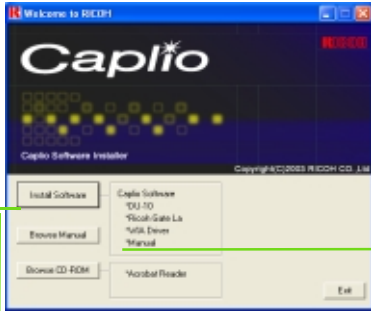 Welcome to RICOH
RICOH
Caplio
Caplio Software Installer
Copyright(C)2003 RICOH CO.,Ltd
Install Software
Caplio Software
*DU-10
*Ricoh Gate La
*WIA Driver
*Manual
Browse Manual
Browse CD-ROM
*Acrobat Reader
Exit